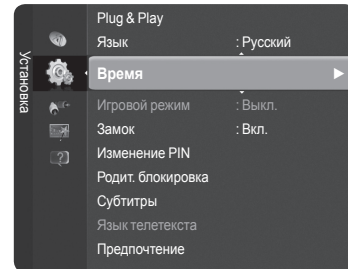 Установка
Plug & Play
Язык : Русский
Время
Игровой режим : Выкл.
Замок : Вкл.
Изменение PIN
Родит. блокировка
Субтитры
Язык телетекста
Предпочтение